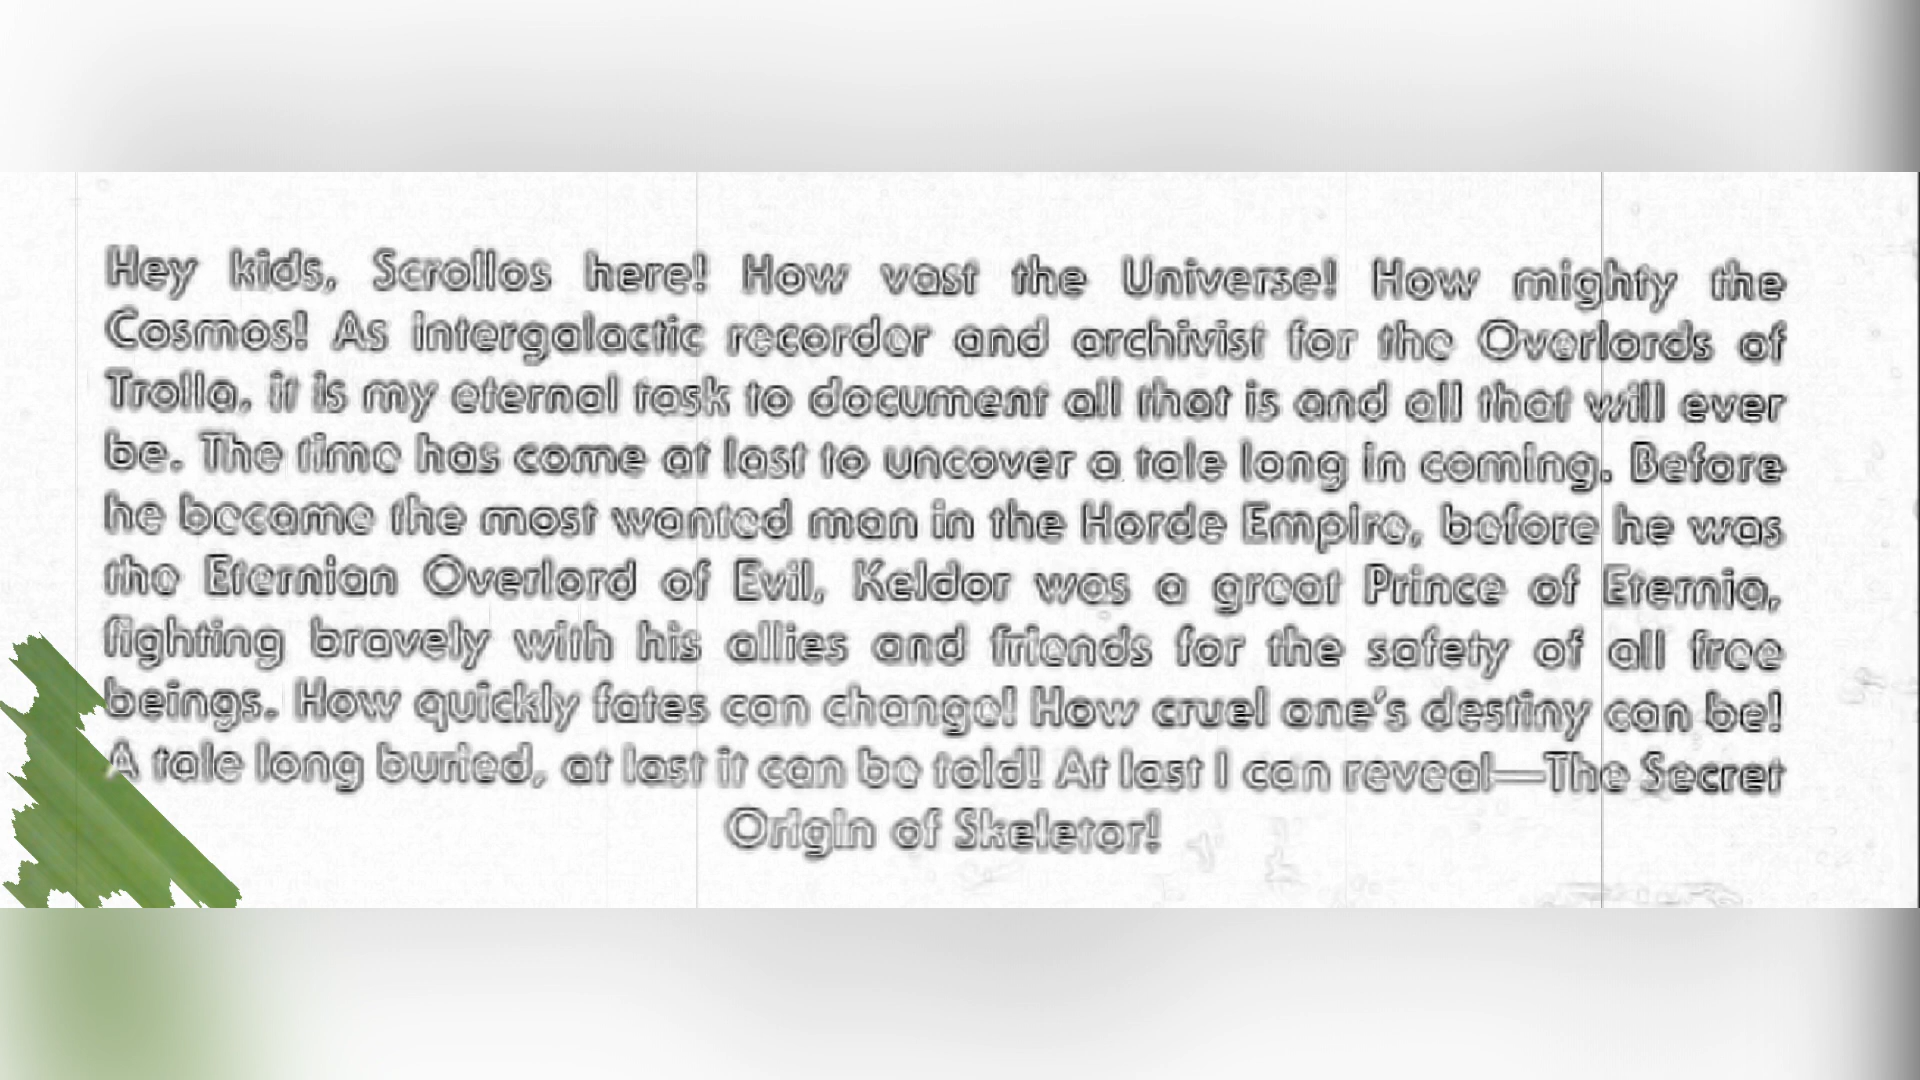 Hey kids, Scrollos here! How vast the Universe! How mighty the
Cosmos! As intergalactic recorder and archivist for the Overlords of
Trolla, it is my eternal task to document all that is and all that will ever
be. The time has come at last to uncover a tale long in coming. Before
he became the most wanted man in the Horde Empire, before he was
the Eternian Overlord of Evil, Keldor was a great Prince of Eternia,
fighting bravely with his allies and friends for the safety of all free
beings. How quickly fates can change! How cruel one's destiny can be!
A tale long buried, at last it can be told! At last I can reveal—The Secret
Origin of Skeletor!